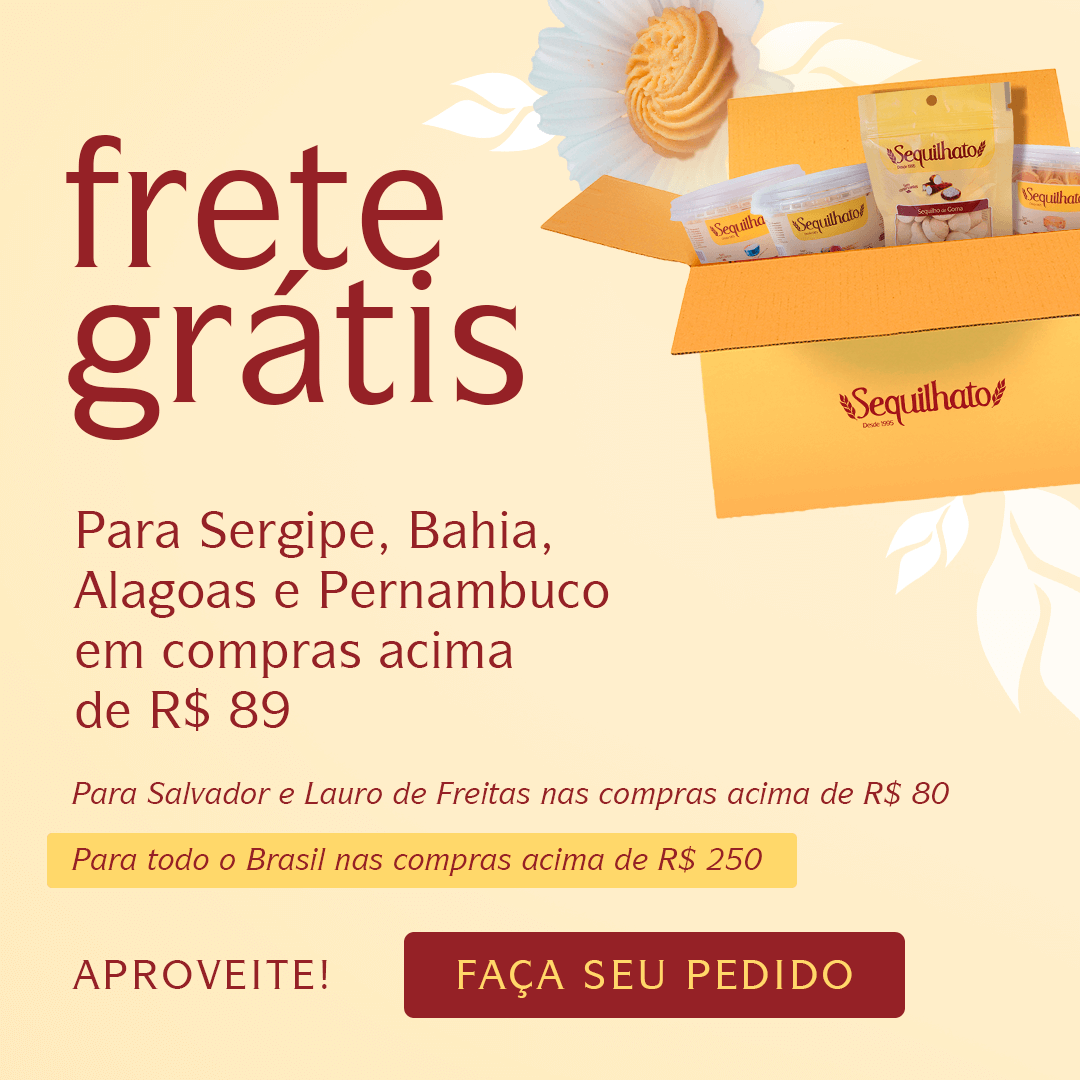 frete
grátis
Sequilhato
Sequilho de Goma
Sequilha
Sequilhato
Sequilhato
Sequilhato
Desde 1995
Para Sergipe, Bahia,
Alagoas e Pernambuco
em compras acima
de R$ 89
Para Salvador e Lauro de Freitas nas compras acima de R$ 80
Para todo o Brasil nas compras acima de R$ 250
APROVEITE!
FAÇA SEU PEDIDO